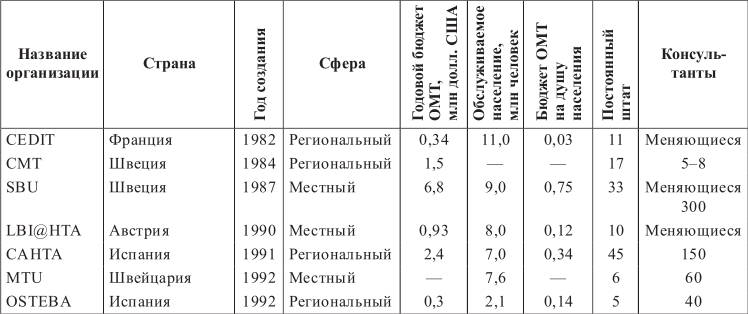 Название организации | Страна | Год создания | Сфера | Годовой бюджет ОМТ, млн долл. США | Обслуживаемое население, млн человек | Бюджет ОМТ на душу населения | Постоянный штат | Консуль-танты
CEDIT | Франция | 1982 | Региональный | 0,34 | 11,0 | 0,03 | 11 | Меняющиеся
CMT | Швеция | 1984 | Региональный | 1,5 | — | — | 17 | 5–8
SBU | Швеция | 1987 | Местный | 6,8 | 9,0 | 0,75 | 33 | Меняющиеся
300
LBI@HTA | Австрия | 1990 | Местный | 0,93 | 8,0 | 0,12 | 10 | Меняющиеся
CAHTA | Испания | 1991 | Региональный | 2,4 | 7,0 | 0,34 | 45 | 150
MTU | Швейцария | 1992 | Местный | — | 7,6 | — | 6 | 60
OSTEBA | Испания | 1992 | Региональный | 0,3 | 2,1 | 0,14 | 5 | 40